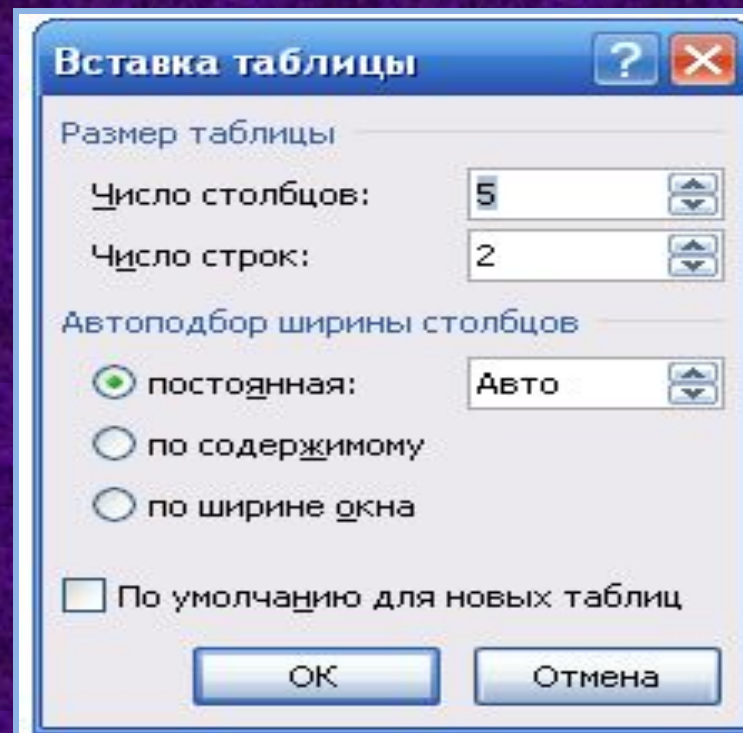 Вставка таблицы
Размер таблицы
Число столбцов: 5
Число строк: 2
Автоподбор ширины столбцов
постоянная: Авто
по содержимому
по ширине окна
По умолчанию для новых таблиц
ОК Отмена